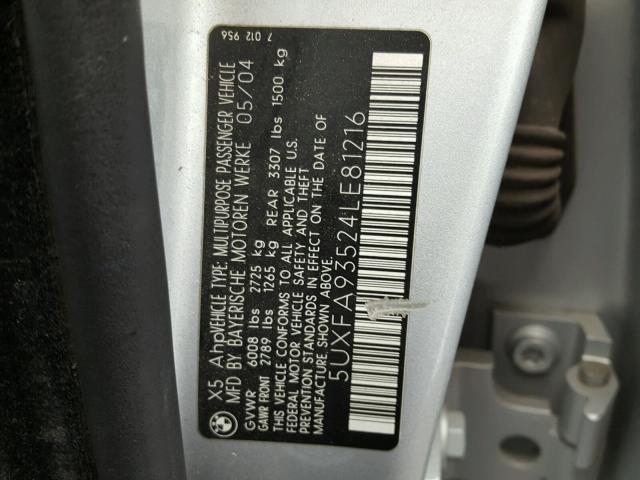 7 012 956
X5 AhpVEHICLE TYPE MULTIPURPOSE PASSENGER VEHICLE
MFD BY BAYERISCHE MOTOREN WERKE 05/04
GVWR 6008 lbs 2725 kg
GAWR FRONT 2789 lbs 1265 kg REAR 3307 lbs 1500 kg
THIS VEHICLE CONFORMS TO ALL APPLICABLE U.S.
FEDERAL MOTOR VEHICLE SAFETY AND THEFT
PREVENTION STANDARDS IN EFFECT ON THE DATE OF
MANUFACTURE SHOWN ABOVE.
5UXFA93524LE81216